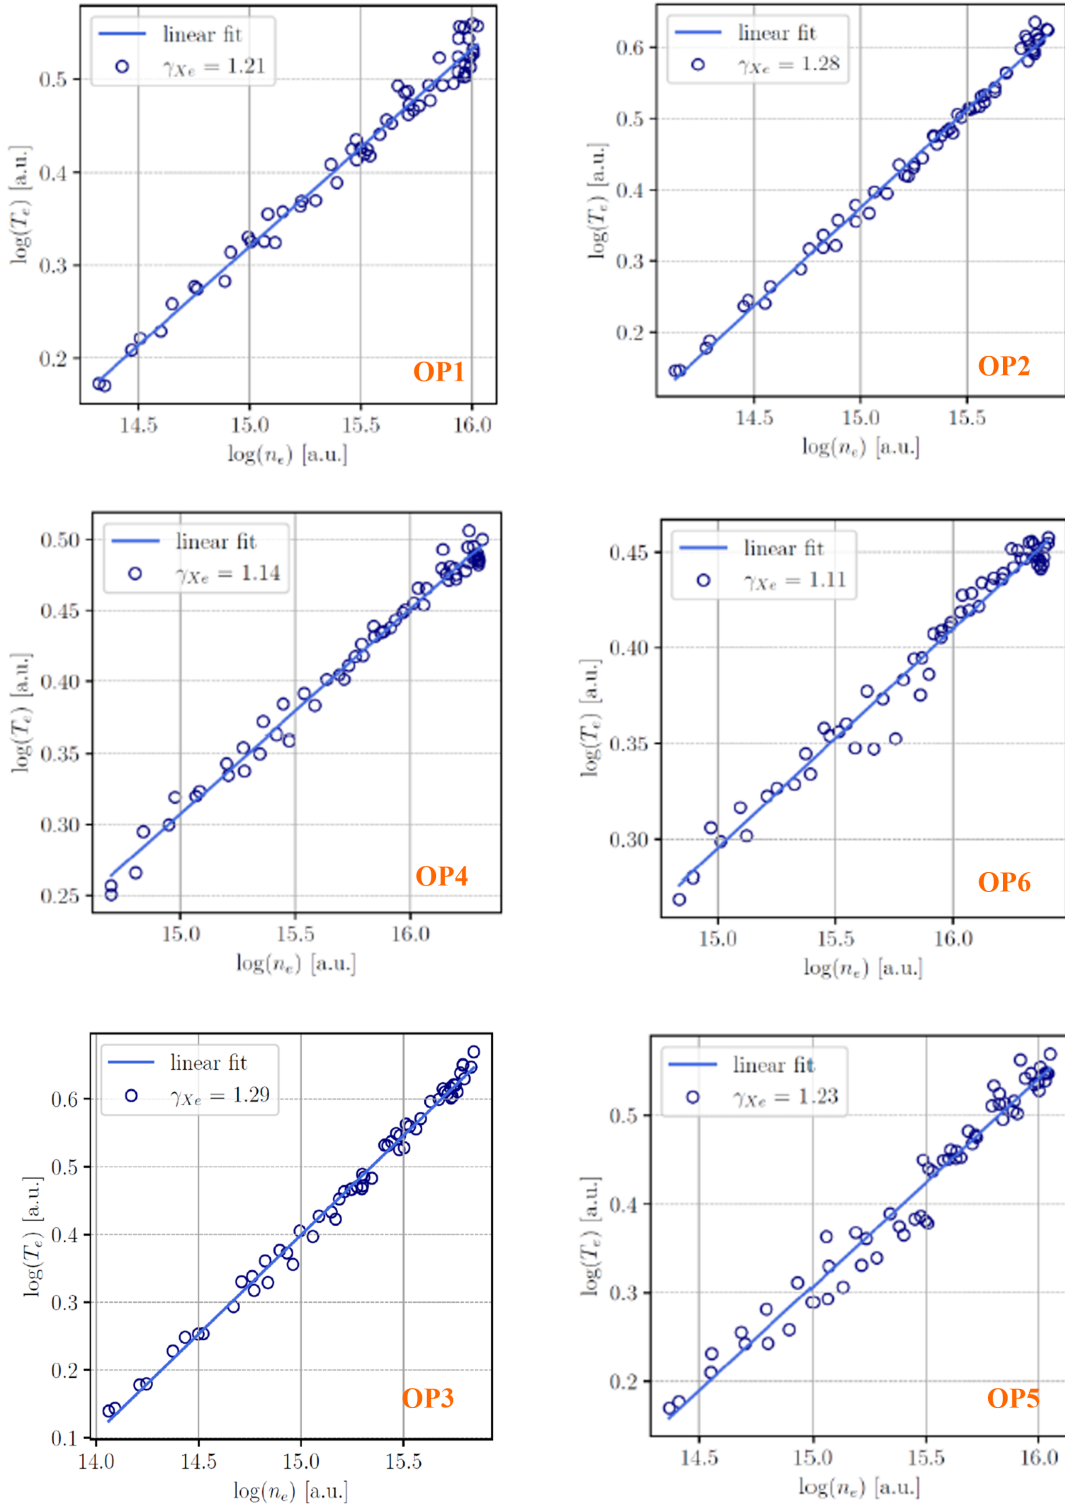 linear fit
γXe = 1.21
0.5
0.4
0.3
0.2
log(Te) [a.u.]
OP1
14.5 15.0 15.5 16.0
log(ne) [a.u.]
linear fit
γXe = 1.28
0.6
0.5
0.4
0.3
0.2
log(Te) [a.u.]
OP2
14.5 15.0 15.5
log(ne) [a.u.]
linear fit
γXe = 1.14
0.50
0.45
0.40
0.35
0.30
0.25
log(Te) [a.u.]
OP4
15.0 15.5 16.0
log(ne) [a.u.]
linear fit
γXe = 1.11
0.45
0.40
0.35
0.30
log(Te) [a.u.]
OP6
15.0 15.5 16.0
log(ne) [a.u.]
linear fit
γXe = 1.29
0.6
0.5
0.4
0.3
0.2
0.1
log(Te) [a.u.]
OP3
14.0 14.5 15.0 15.5
log(ne) [a.u.]
linear fit
γXe = 1.23
0.5
0.4
0.3
0.2
log(Te) [a.u.]
OP5
14.5 15.0 15.5 16.0
log(ne) [a.u.]